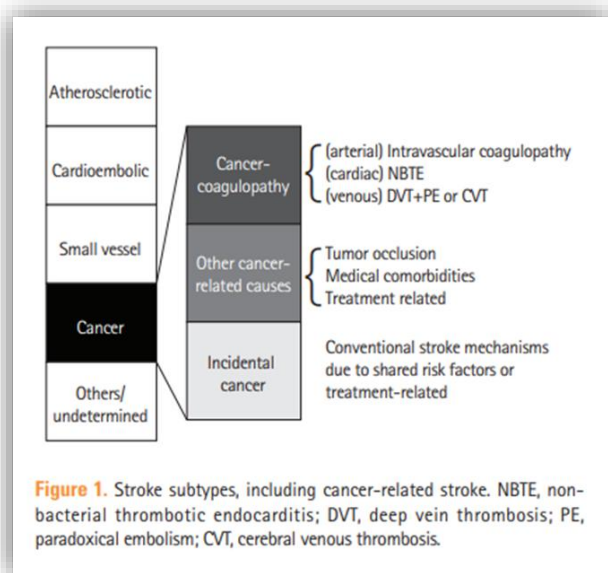 Atherosclerotic
Cardioembolic
Small vessel
Cancer
Others/
undetermined
Cancer-
coagulopathy
(arterial) Intravascular coagulopathy
(cardiac) NBTE
(venous) DVT+PE or CVT
Other cancer-
related causes
Tumor occlusion
Medical comorbidities
Treatment related
Incidental
cancer
Conventional stroke mechanisms
due to shared risk factors or
treatment-related
Figure 1. Stroke subtypes, including cancer-related stroke. NBTE, non-
bacterial thrombotic endocarditis; DVT, deep vein thrombosis; PE,
paradoxical embolism; CVT, cerebral venous thrombosis.